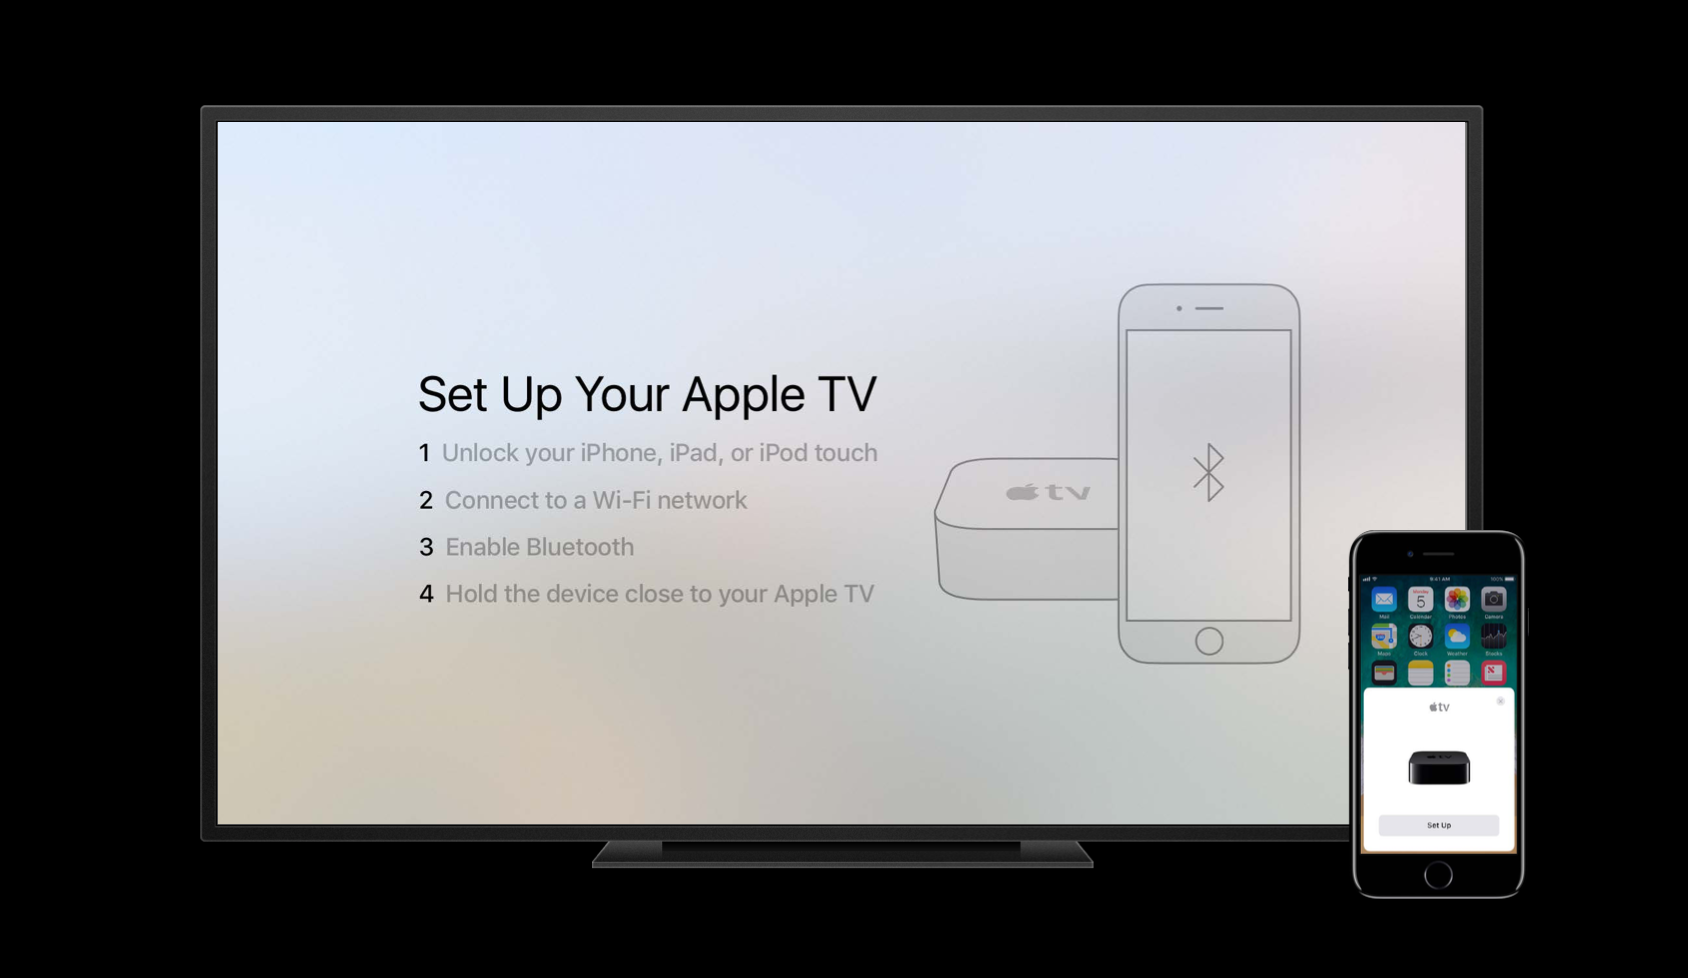 Set Up Your Apple TV
1 Unlock your iPhone, iPad, or iPod touch
2 Connect to a Wi-Fi network
3 Enable Bluetooth
4 Hold the device close to your Apple TV
tv
9:41 AM 100%
Monday
5
Mail Calendar Photos Camera
Maps Clock Weather Stocks
tv
Set Up